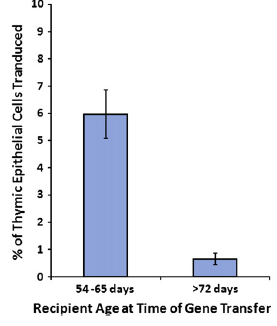 % of Thymic Epithelial Cells Transduced
10
9
8
7
6
5
4
3
2
1
0
54-65 days
>72 days
Recipient Age at Time of Gene Transfer